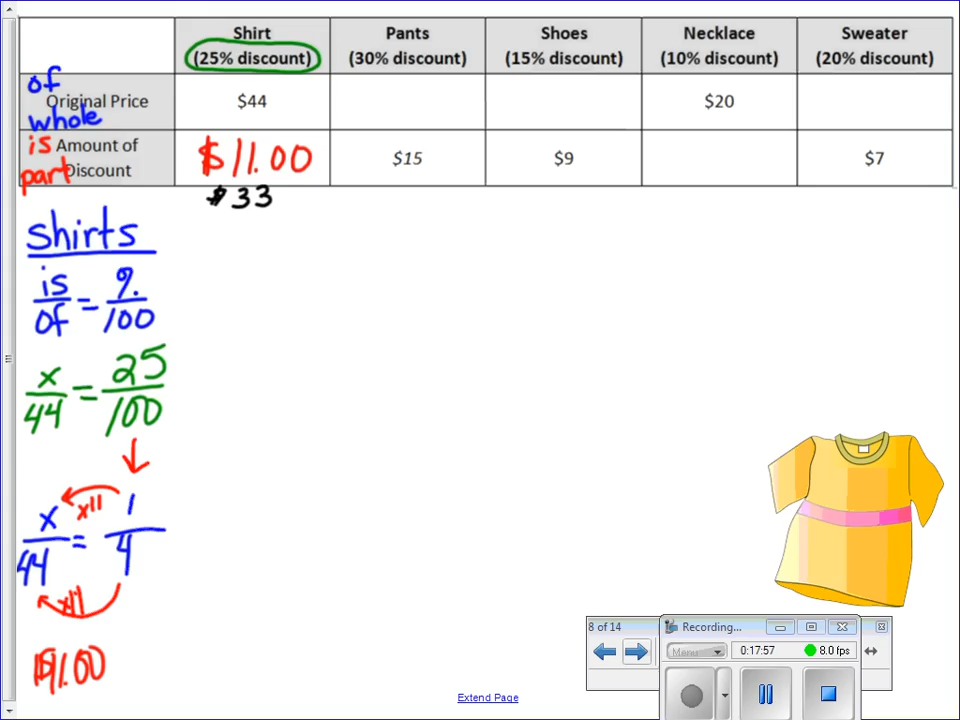 Shirt Pants Shoes Necklace Sweater
(25% discount) (30% discount) (15% discount) (10% discount) (20% discount)
of
Original Price $44 $20
whole
is Amount of $11.00 $15 $9 $7
part Discount
$33
shirts
is = %
of 100
x = 25
44 100
x11
x = 1
44 4
x11
$11.00
8 of 14
Recording...
Menu
0:17:57
8.0 fps
Extend Page